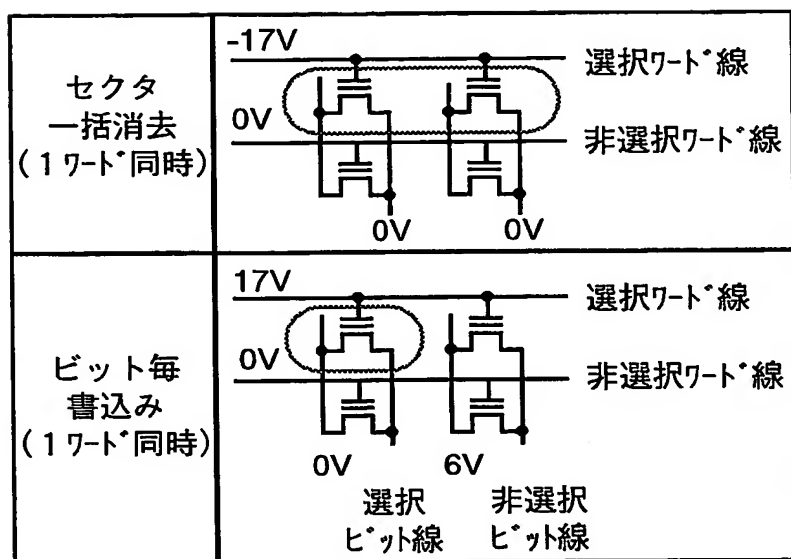 セクタ
一括消去
(1ワード同時)
-17V
選択ワード線
0V
非選択ワード線
0V 0V
ビット毎
書込み
(1ワード同時)
17V
選択ワード線
0V
非選択ワード線
0V 6V
選択 非選択
ビット線 ビット線